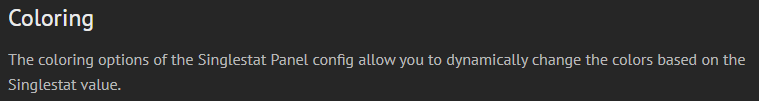 Coloring
The coloring options of the Singlestat Panel config allow you to dynamically change the colors based on the
Singlestat value.